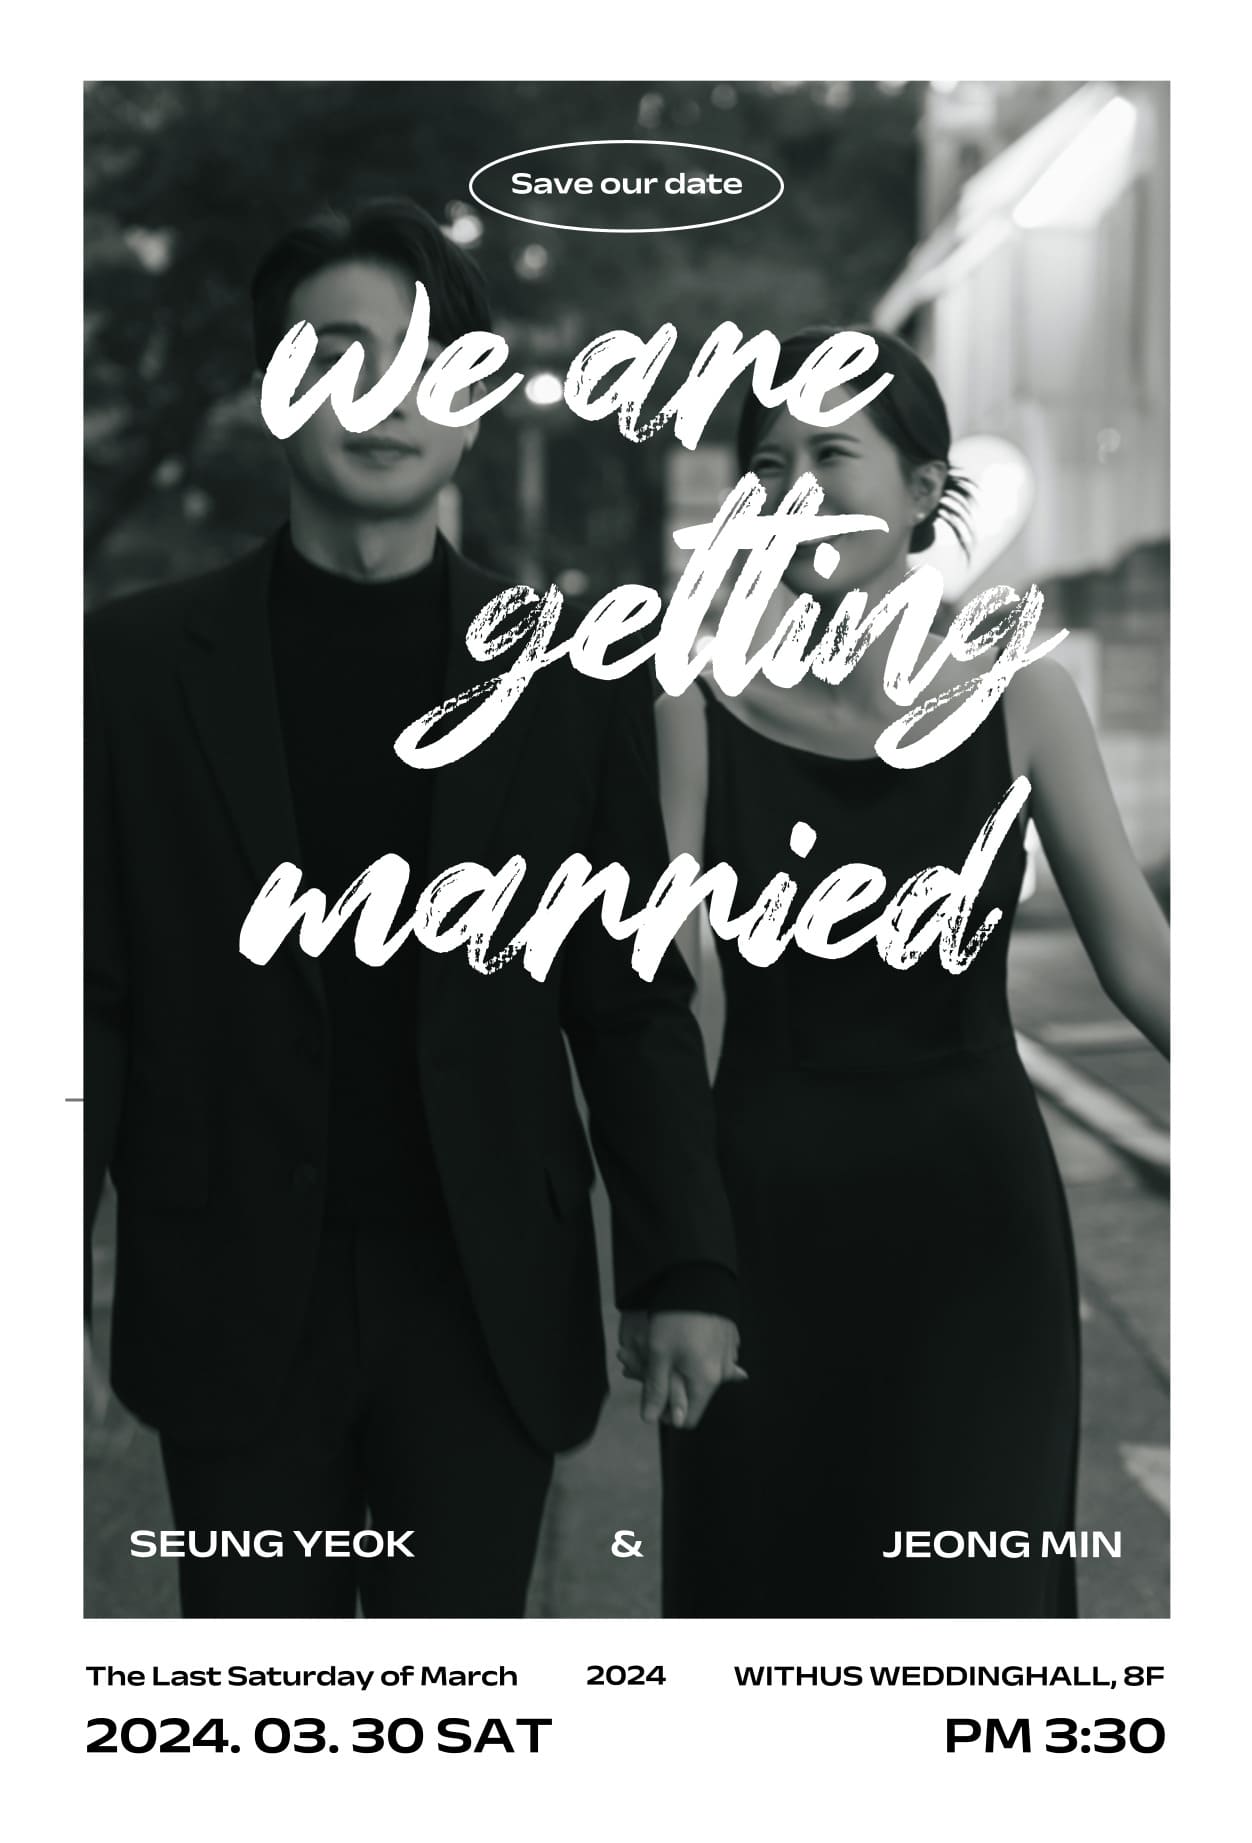 Save our date
We are
getting
married
SEUNG YEOK & JEONG MIN
The Last Saturday of March 2024 WITHUS WEDDINGHALL, 8F
2024. 03. 30 SAT PM 3:30